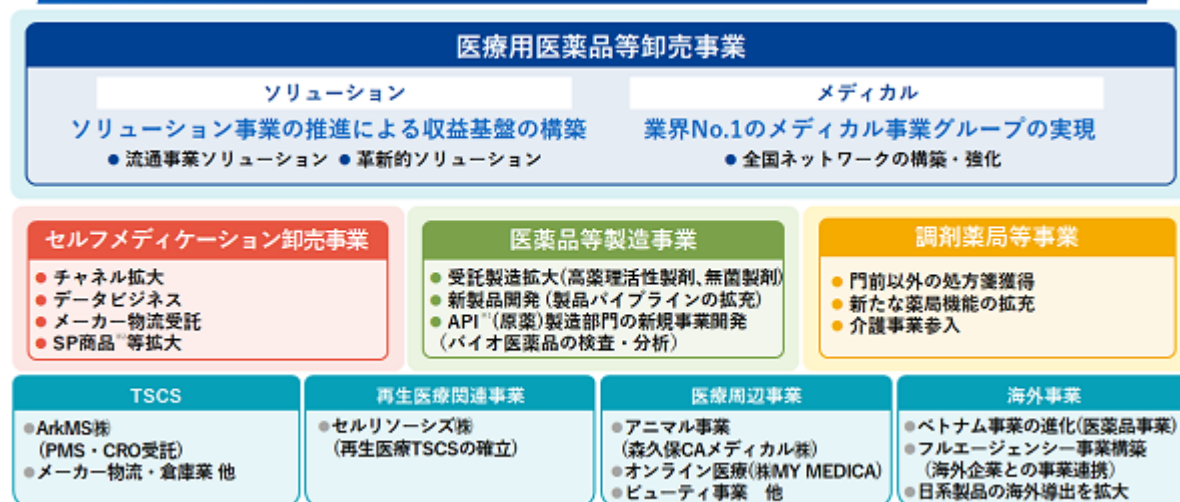 医療用医薬品等卸売事業
ソリューション
ソリューション事業の推進による収益基盤の構築
● 流通事業ソリューション ● 革新的ソリューション
メディカル
業界No.1のメディカル事業グループの実現
● 全国ネットワークの構築・強化
セルフメディケーション卸売事業
● チャネル拡大
● データビジネス
● メーカー物流受託
● SP商品等拡大
医薬品等製造事業
● 受託製造拡大(高薬理活性製剤、無菌製剤)
● 新製品開発 (製品パイプラインの拡充)
● API(原薬)製造部門の新規事業開発
(バイオ医薬品の検査・分析)
調剤薬局等事業
● 門前以外の処方箋獲得
● 新たな薬局機能の拡充
● 介護事業参入
TSCS
●ArkMS㈱
(PMS・CRO受託)
●メーカー物流・倉庫業 他
再生医療関連事業
●セルリソーシズ㈱
(再生医療TSCSの確立)
医療周辺事業
●アニマル事業
(森久保CAメディカル㈱)
●オンライン医療(㈱MY MEDICA)
●ビューティ事業 他
海外事業
●ベトナム事業の進化(医薬品事業)
●フルエージェンシー事業構築
(海外企業との事業連携)
●日系製品の海外導出を拡大